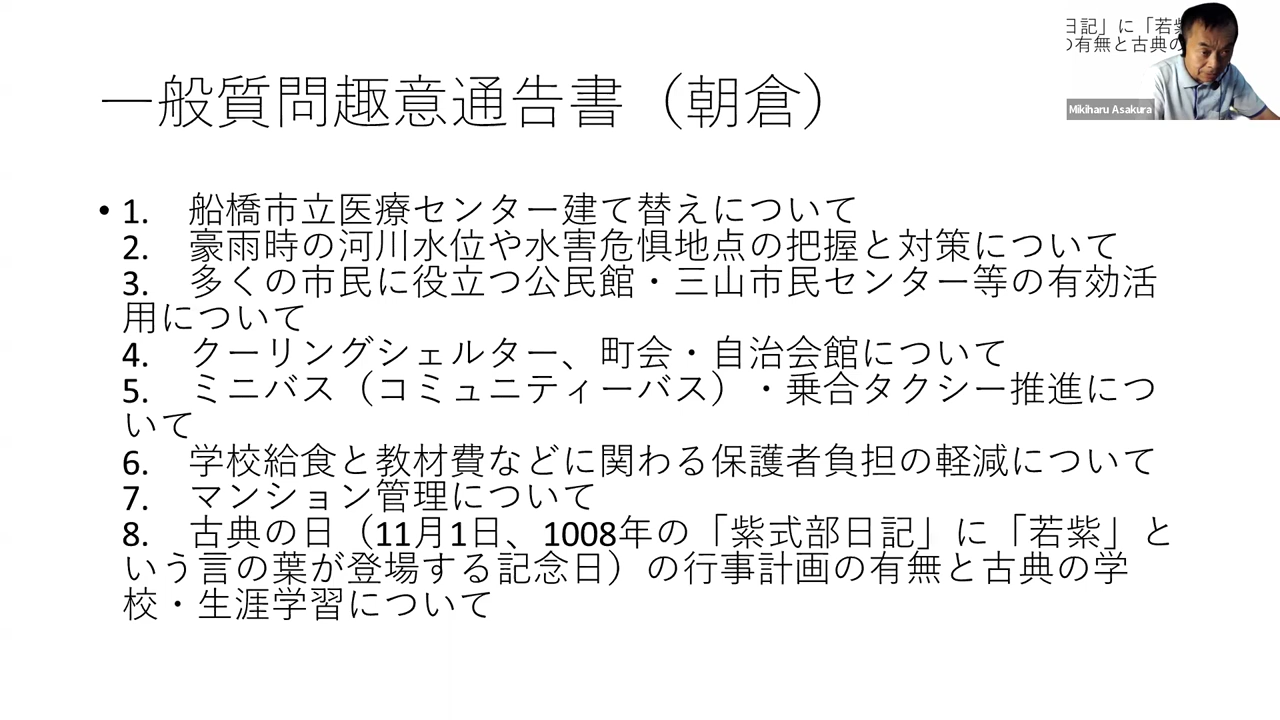 一般質問趣意通告書（朝倉）
日記」に「若紫
の有無と古典の
Mikiharu Asakura
• 1.　船橋市立医療センター建て替えについて
2.　豪雨時の河川水位や水害危惧地点の把握と対策について
3.　多くの市民に役立つ公民館・三山市民センター等の有効活
用について
4.　クーリングシェルター、町会・自治会館について
5.　ミニバス（コミュニティーバス）・乗合タクシー推進につ
いて
6.　学校給食と教材費などに関わる保護者負担の軽減について
7.　マンション管理について
8.　古典の日（11月1日、1008年の「紫式部日記」に「若紫」と
いう言の葉が登場する記念日）の行事計画の有無と古典の学
校・生涯学習について